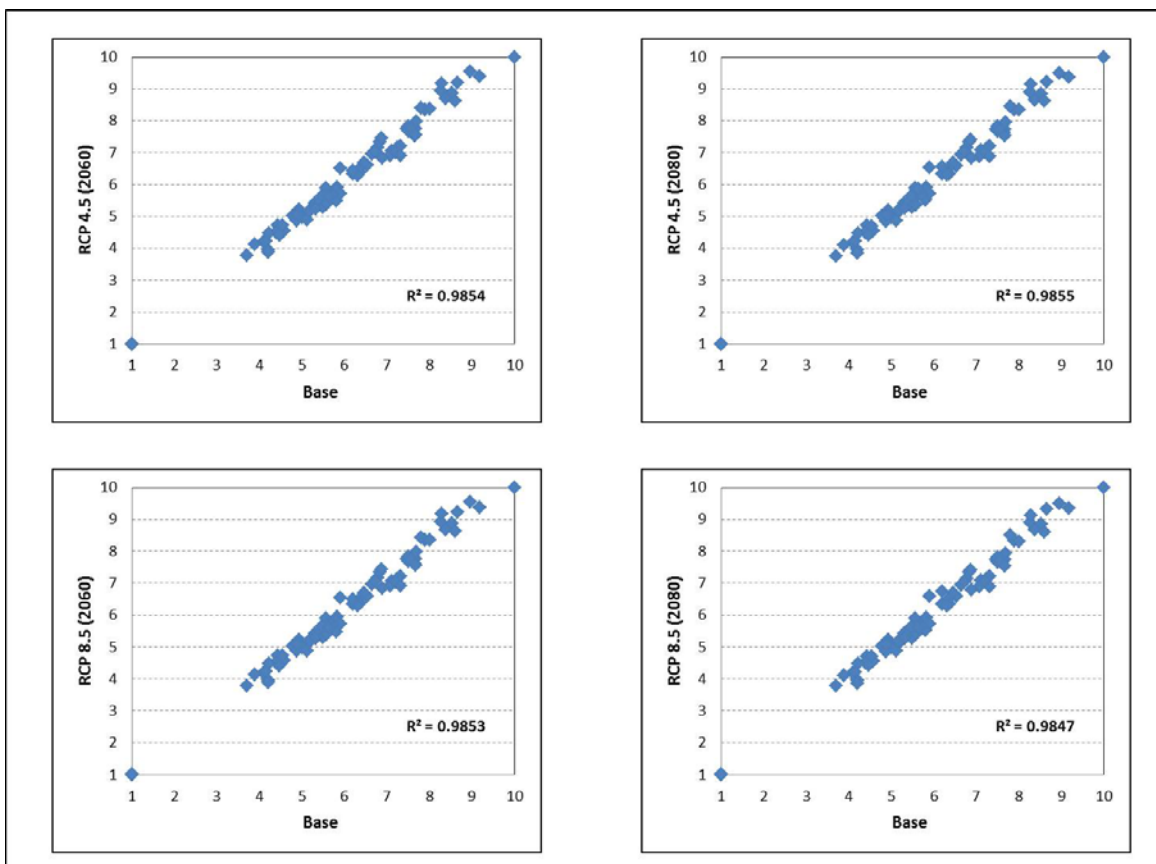 10
9
8
7
6
5
4
3
2
1
RCP 4.5 (2060)
R² = 0.9854
1 2 3 4 5 6 7 8 9 10
Base
10
9
8
7
6
5
4
3
2
1
RCP 4.5 (2080)
R² = 0.9855
1 2 3 4 5 6 7 8 9 10
Base
10
9
8
7
6
5
4
3
2
1
RCP 8.5 (2060)
R² = 0.9853
1 2 3 4 5 6 7 8 9 10
Base
10
9
8
7
6
5
4
3
2
1
RCP 8.5 (2080)
R² = 0.9847
1 2 3 4 5 6 7 8 9 10
Base